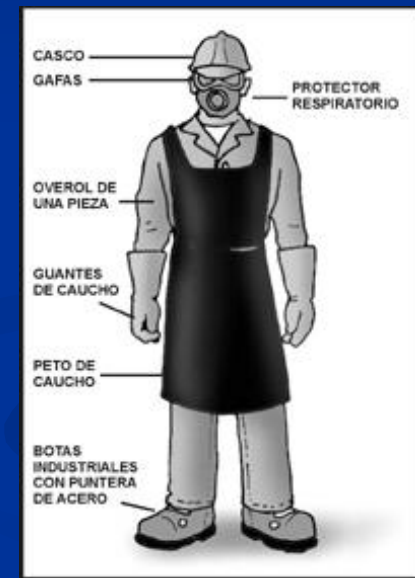 CASCO
GAFAS
PROTECTOR
RESPIRATORIO
OVEROL DE
UNA PIEZA
GUANTES
DE CAUCHO
PETO DE
CAUCHO
BOTAS
INDUSTRIALES
CON PUNTERA
DE ACERO